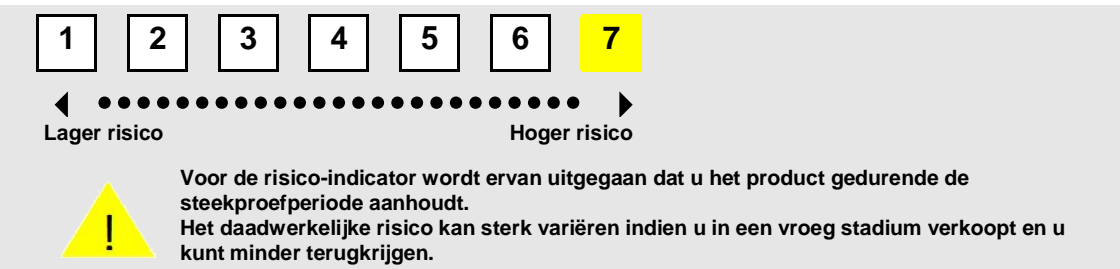 1 2 3 4 5 6 7
Lager risico Hoger risico
Voor de risico-indicator wordt ervan uitgegaan dat u het product gedurende de
steekproefperiode aanhoudt.
Het daadwerkelijke risico kan sterk variëren indien u in een vroeg stadium verkoopt en u
kunt minder terugkrijgen.
!